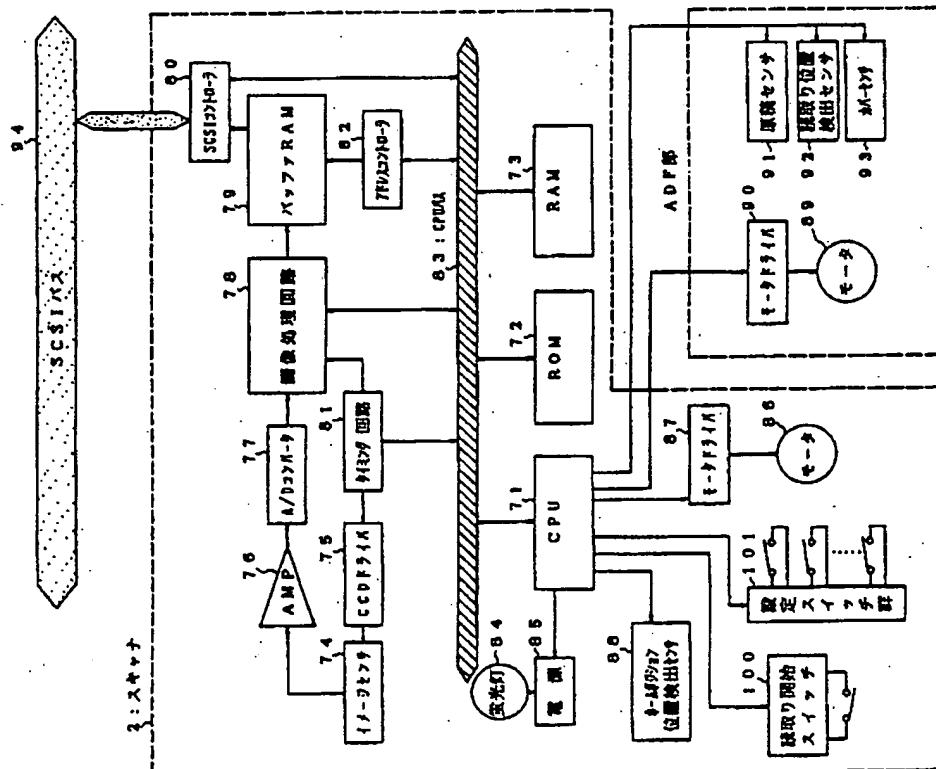 94
SCSIバス
2:スキャナ
80
SCSIコントローラ
79
バッファRAM
82
アドレスコントローラ
78
画像処理回路
77
A/Dコンバータ
76
AMP
74
イメージセンサ
75
CCDドライバ
81
タイミング回路
83:CPUバス
73
RAM
72
ROM
71
CPU
84
蛍光灯
85
電源
88
ホームポジション
位置検出センサ
100
読取り開始
スイッチ
101
設定スイッチ群
87
モータドライバ
86
モータ
ADF部
90
モータドライバ
89
モータ
91
原稿センサ
92
読取り位置
検出センサ
93
カバーセンサ